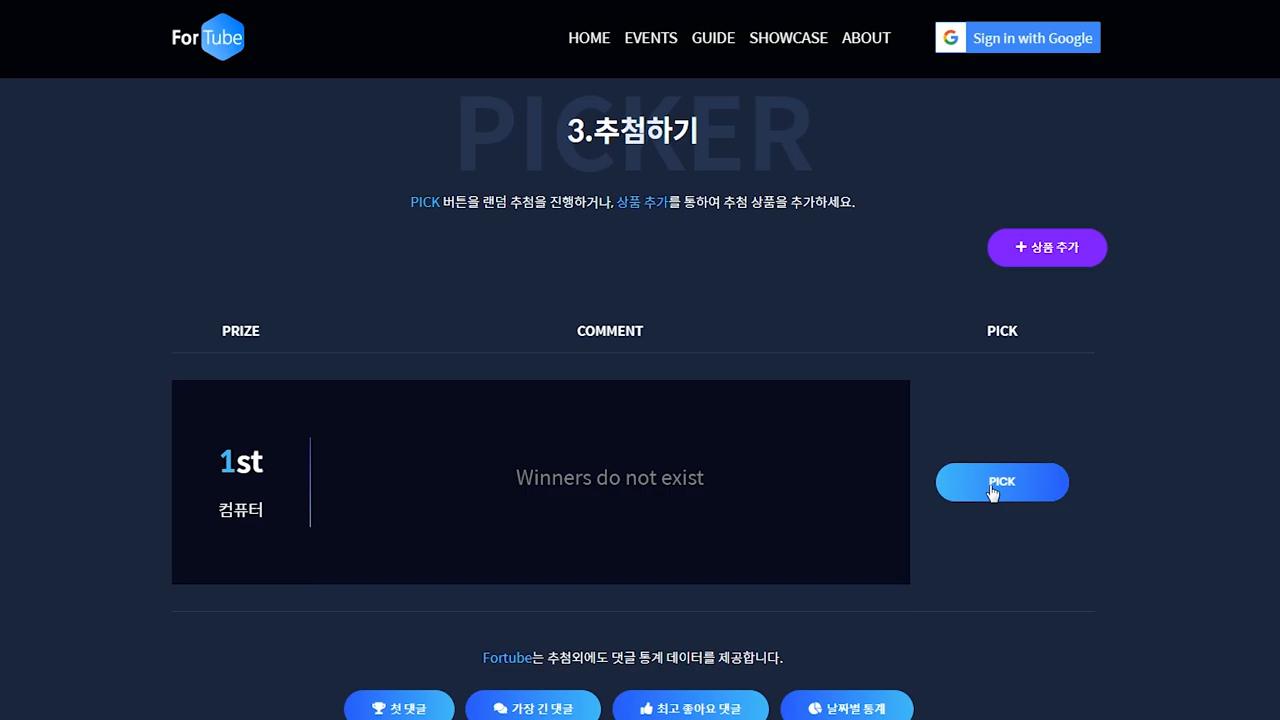 ForTube
HOME EVENTS GUIDE SHOWCASE ABOUT
G Sign in with Google
PICKER
3.추첨하기
PICK 버튼을 랜덤 추첨을 진행하거나, 상품 추가를 통하여 추첨 상품을 추가하세요.
+ 상품 추가
PRIZE COMMENT PICK
1st
컴퓨터
Winners do not exist
PICK
Fortube는 추첨외에도 댓글 통계 데이터를 제공합니다.
첫 댓글 가장 긴 댓글 최고 좋아요 댓글 날짜별 통계